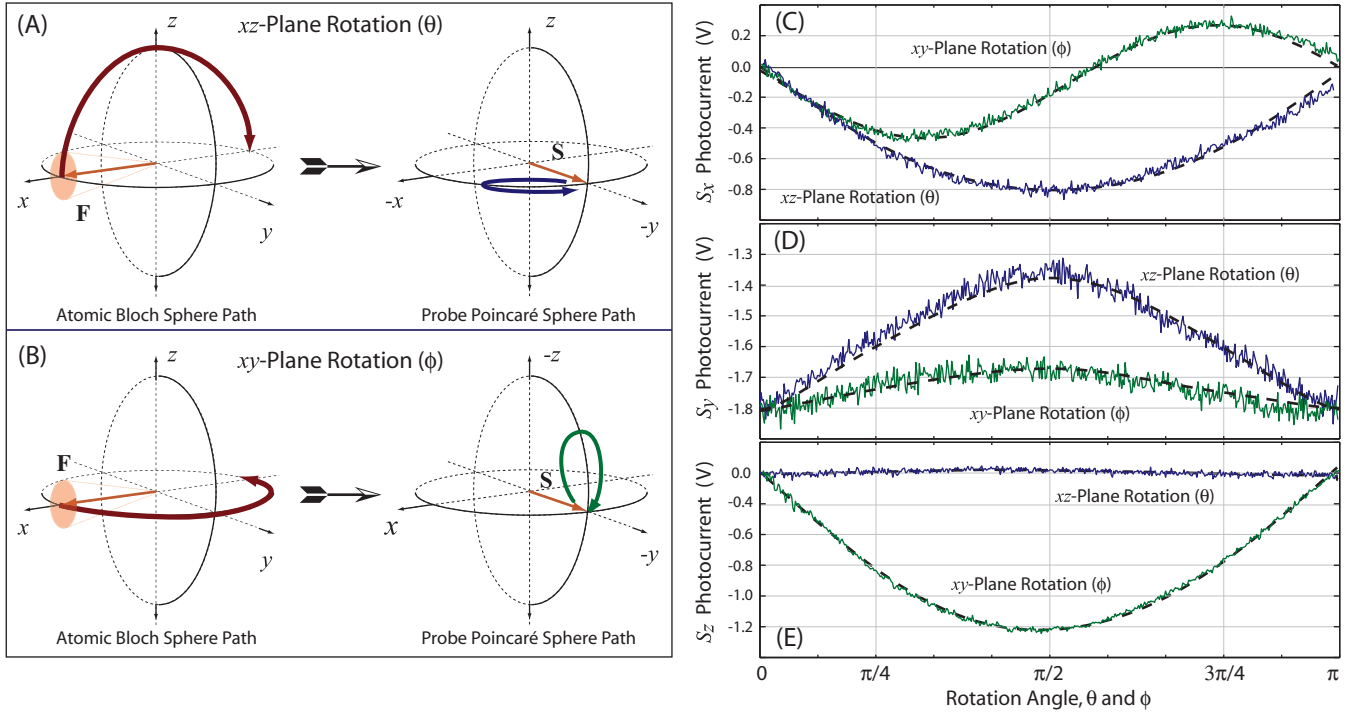 (A) xz-Plane Rotation (θ)
z
x
F
y
Atomic Bloch Sphere Path
z
S
-x
-y
Probe Poincaré Sphere Path
(B) xy-Plane Rotation (ϕ)
z
F
x
y
Atomic Bloch Sphere Path
-z
S
x
-y
Probe Poincaré Sphere Path
(C)
Sx Photocurrent (V)
0.2
0.0
-0.2
-0.4
-0.6
-0.8
xy-Plane Rotation (ϕ)
xz-Plane Rotation (θ)
(D)
Sy Photocurrent (V)
-1.3
-1.4
-1.5
-1.6
-1.7
-1.8
xz-Plane Rotation (θ)
xy-Plane Rotation (ϕ)
Sz Photocurrent (V)
0.0
-0.4
-0.6
-0.8
-1.0
-1.2
xz-Plane Rotation (θ)
xy-Plane Rotation (ϕ)
(E)
0 π/4 π/2 3π/4 π
Rotation Angle, θ and ϕ